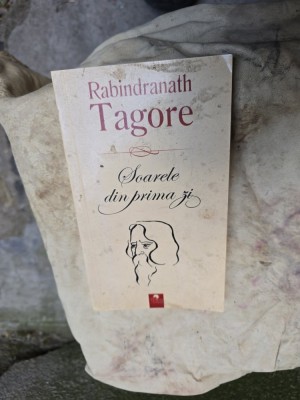 Rabindranath
Tagore
Soarele
din prima zi